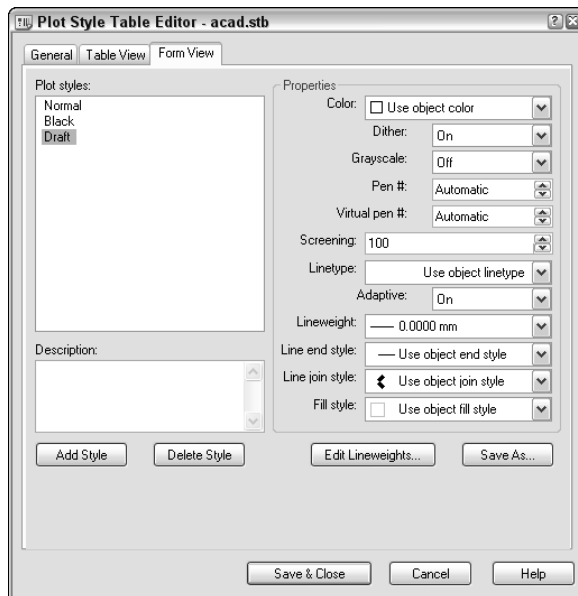 Plot Style Table Editor - acad.stb
General Table View Form View
Plot styles:
Normal
Black
Draft
Description:
Add Style Delete Style
Properties
Color: Use object color
Dither: On
Grayscale: Off
Pen #: Automatic
Virtual pen #: Automatic
Screening: 100
Linetype: Use object linetype
Adaptive: On
Lineweight: 0.0000 mm
Line end style: Use object end style
Line join style: Use object join style
Fill style: Use object fill style
Edit Lineweights... Save As...
Save & Close Cancel Help